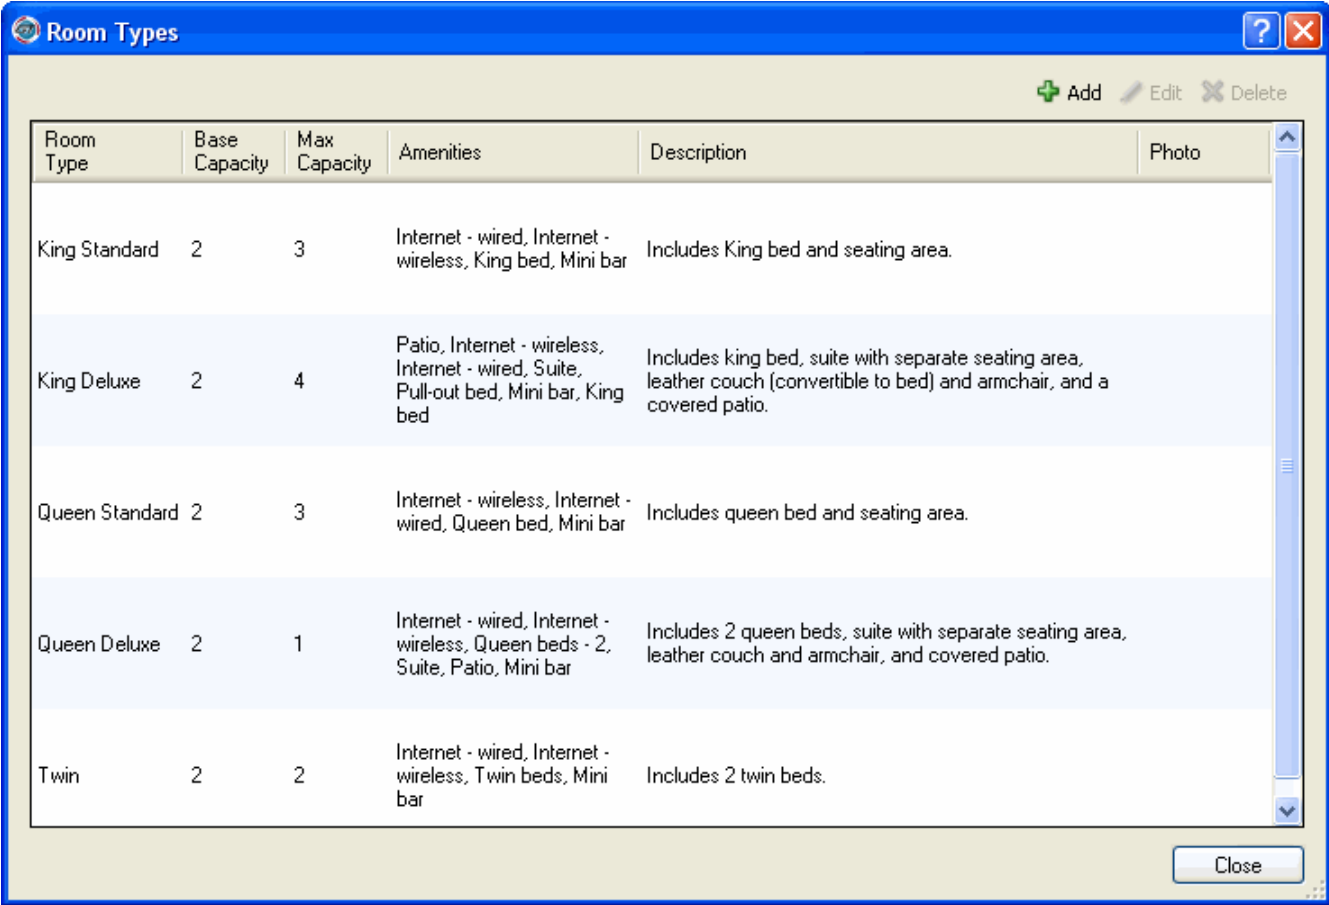 Room Types
Add Edit Delete
Room Type Base Capacity Max Capacity Amenities Description Photo
King Standard 2 3 Internet - wired, Internet -
wireless, King bed, Mini bar
Includes King bed and seating area.
King Deluxe 2 4 Patio, Internet - wireless,
Internet - wired, Suite,
Pull-out bed, Mini bar, King
bed
Includes king bed, suite with separate seating area,
leather couch (convertible to bed) and armchair, and a
covered patio.
Queen Standard 2 3 Internet - wireless, Internet -
wired, Queen bed, Mini bar
Includes queen bed and seating area.
Queen Deluxe 2 1 Internet - wired, Internet -
wireless, Queen beds - 2,
Suite, Patio, Mini bar
Includes 2 queen beds, suite with separate seating area,
leather couch and armchair, and covered patio.
Twin 2 2 Internet - wired, Internet -
wireless, Twin beds, Mini
bar
Includes 2 twin beds.
Close